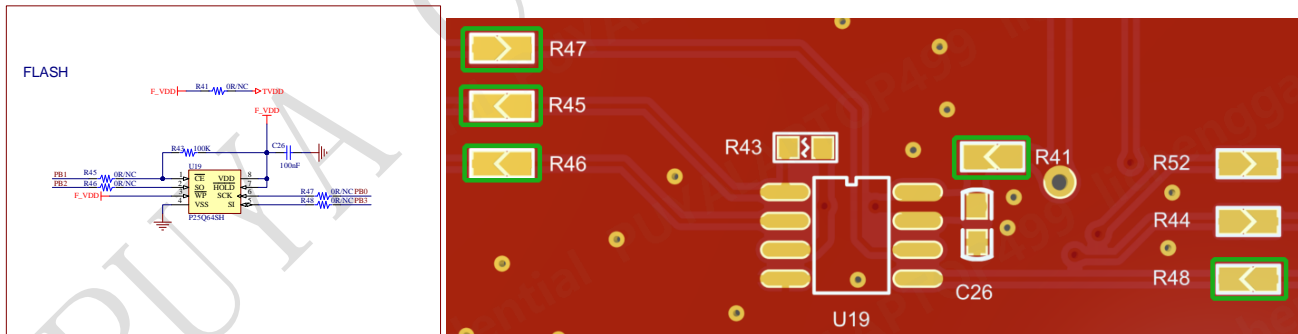 FLASH
F_VDD R41 0R/NC TVDD
F_VDD
R43 100K C26
100nF
U19
PB1 R45 0R/NC 1 CE VDD 8
PB2 R46 0R/NC 2 SO HOLD 7
F_VDD 3 WP SCK 6 R47 0R/NC PB0
4 VSS SI 5 R48 0R/NC PB3
P25Q64SH
PUYA
R47
R45
R43
R41
R46
R52
R44
R48
C26
U19